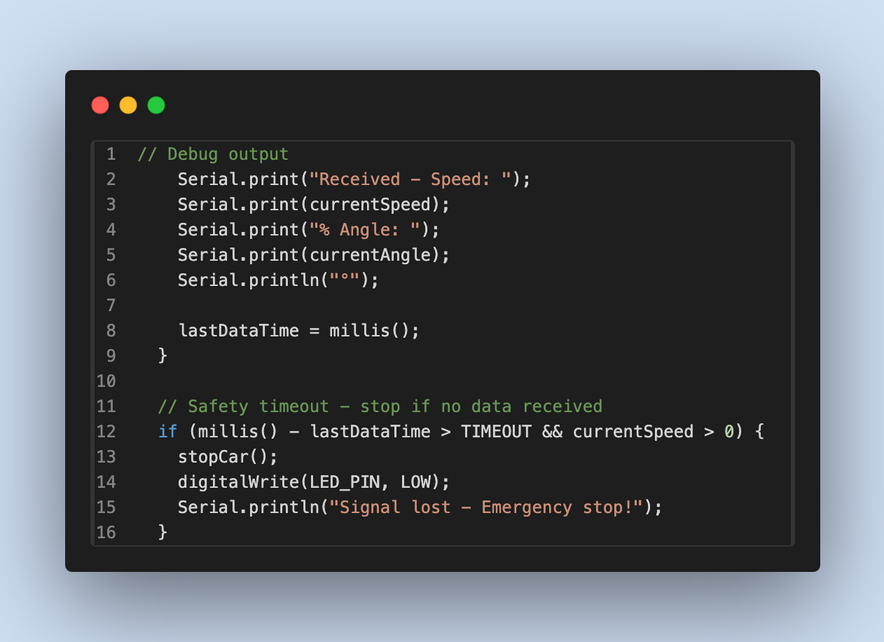 1 // Debug output
2     Serial.print("Received - Speed: ");
3     Serial.print(currentSpeed);
4     Serial.print("% Angle: ");
5     Serial.print(currentAngle);
6     Serial.println("°");
7
8     lastDataTime = millis();
9   }
10
11   // Safety timeout - stop if no data received
12   if (millis() - lastDataTime > TIMEOUT && currentSpeed > 0) {
13     stopCar();
14     digitalWrite(LED_PIN, LOW);
15     Serial.println("Signal lost - Emergency stop!");
16   }